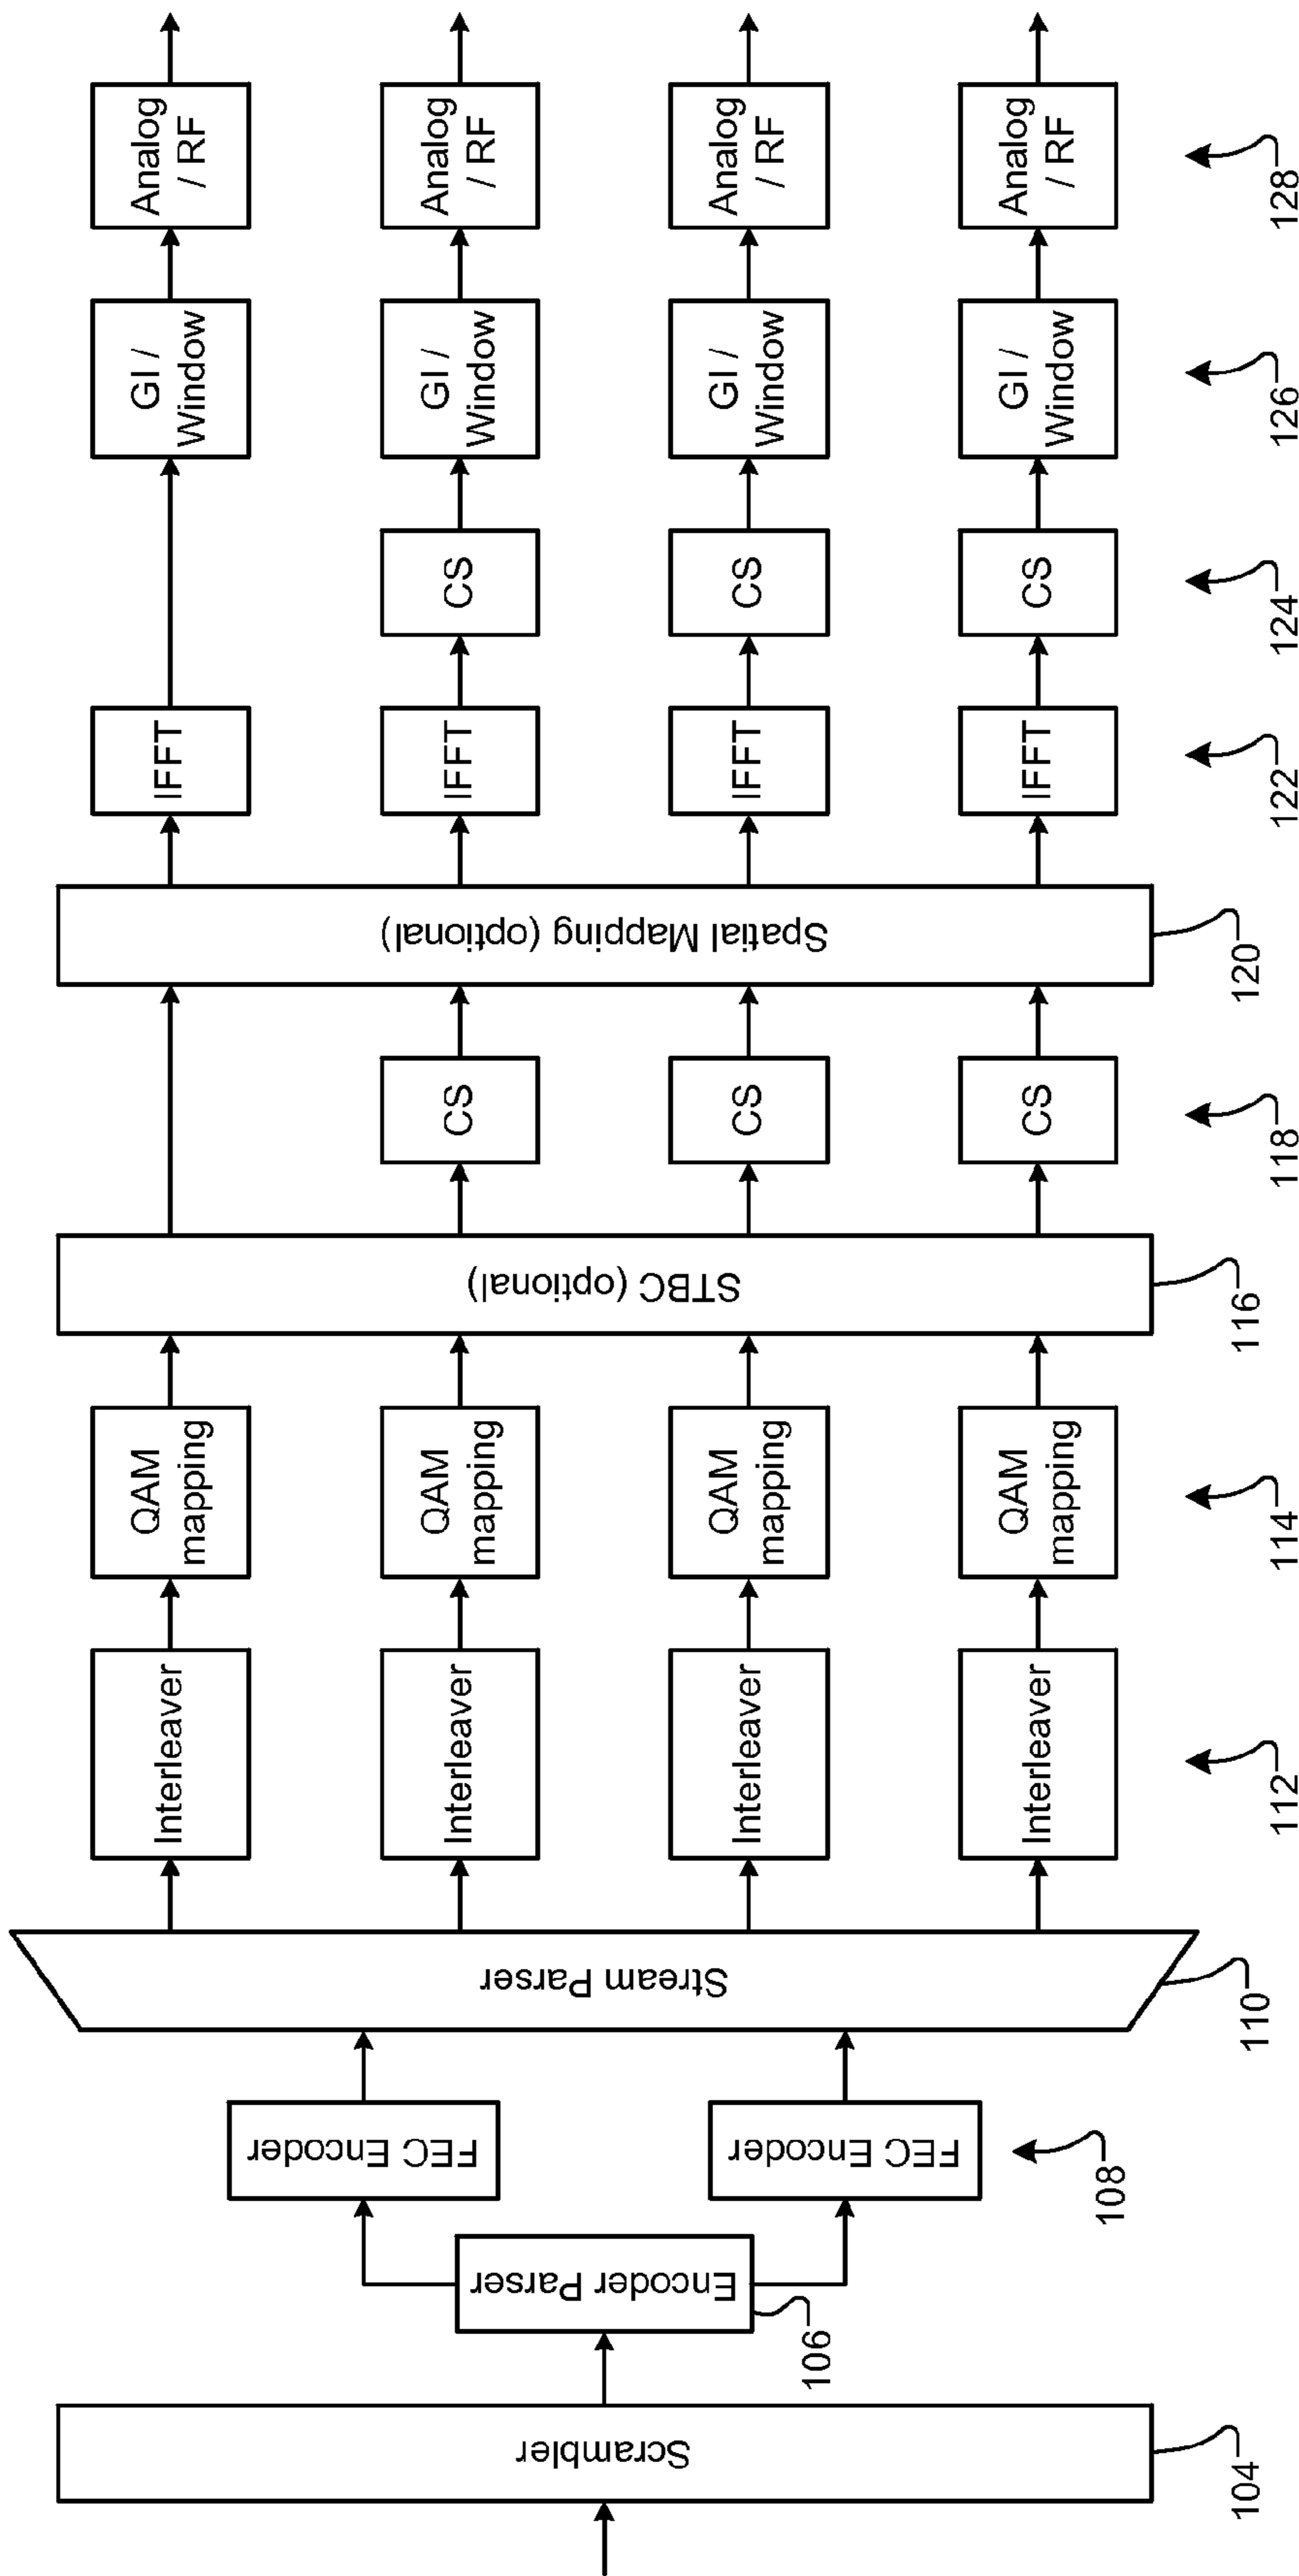 Scrambler
104
Encoder Parser
106
FEC Encoder
FEC Encoder
108
Stream Parser
110
Interleaver
Interleaver
Interleaver
Interleaver
112
QAM
mapping
QAM
mapping
QAM
mapping
QAM
mapping
114
STBC (optional)
116
CS
CS
CS
118
Spatial Mapping (optional)
120
IFFT
IFFT
IFFT
IFFT
122
CS
CS
CS
124
GI /
Window
GI /
Window
GI /
Window
GI /
Window
126
Analog
/ RF
Analog
/ RF
Analog
/ RF
Analog
/ RF
128